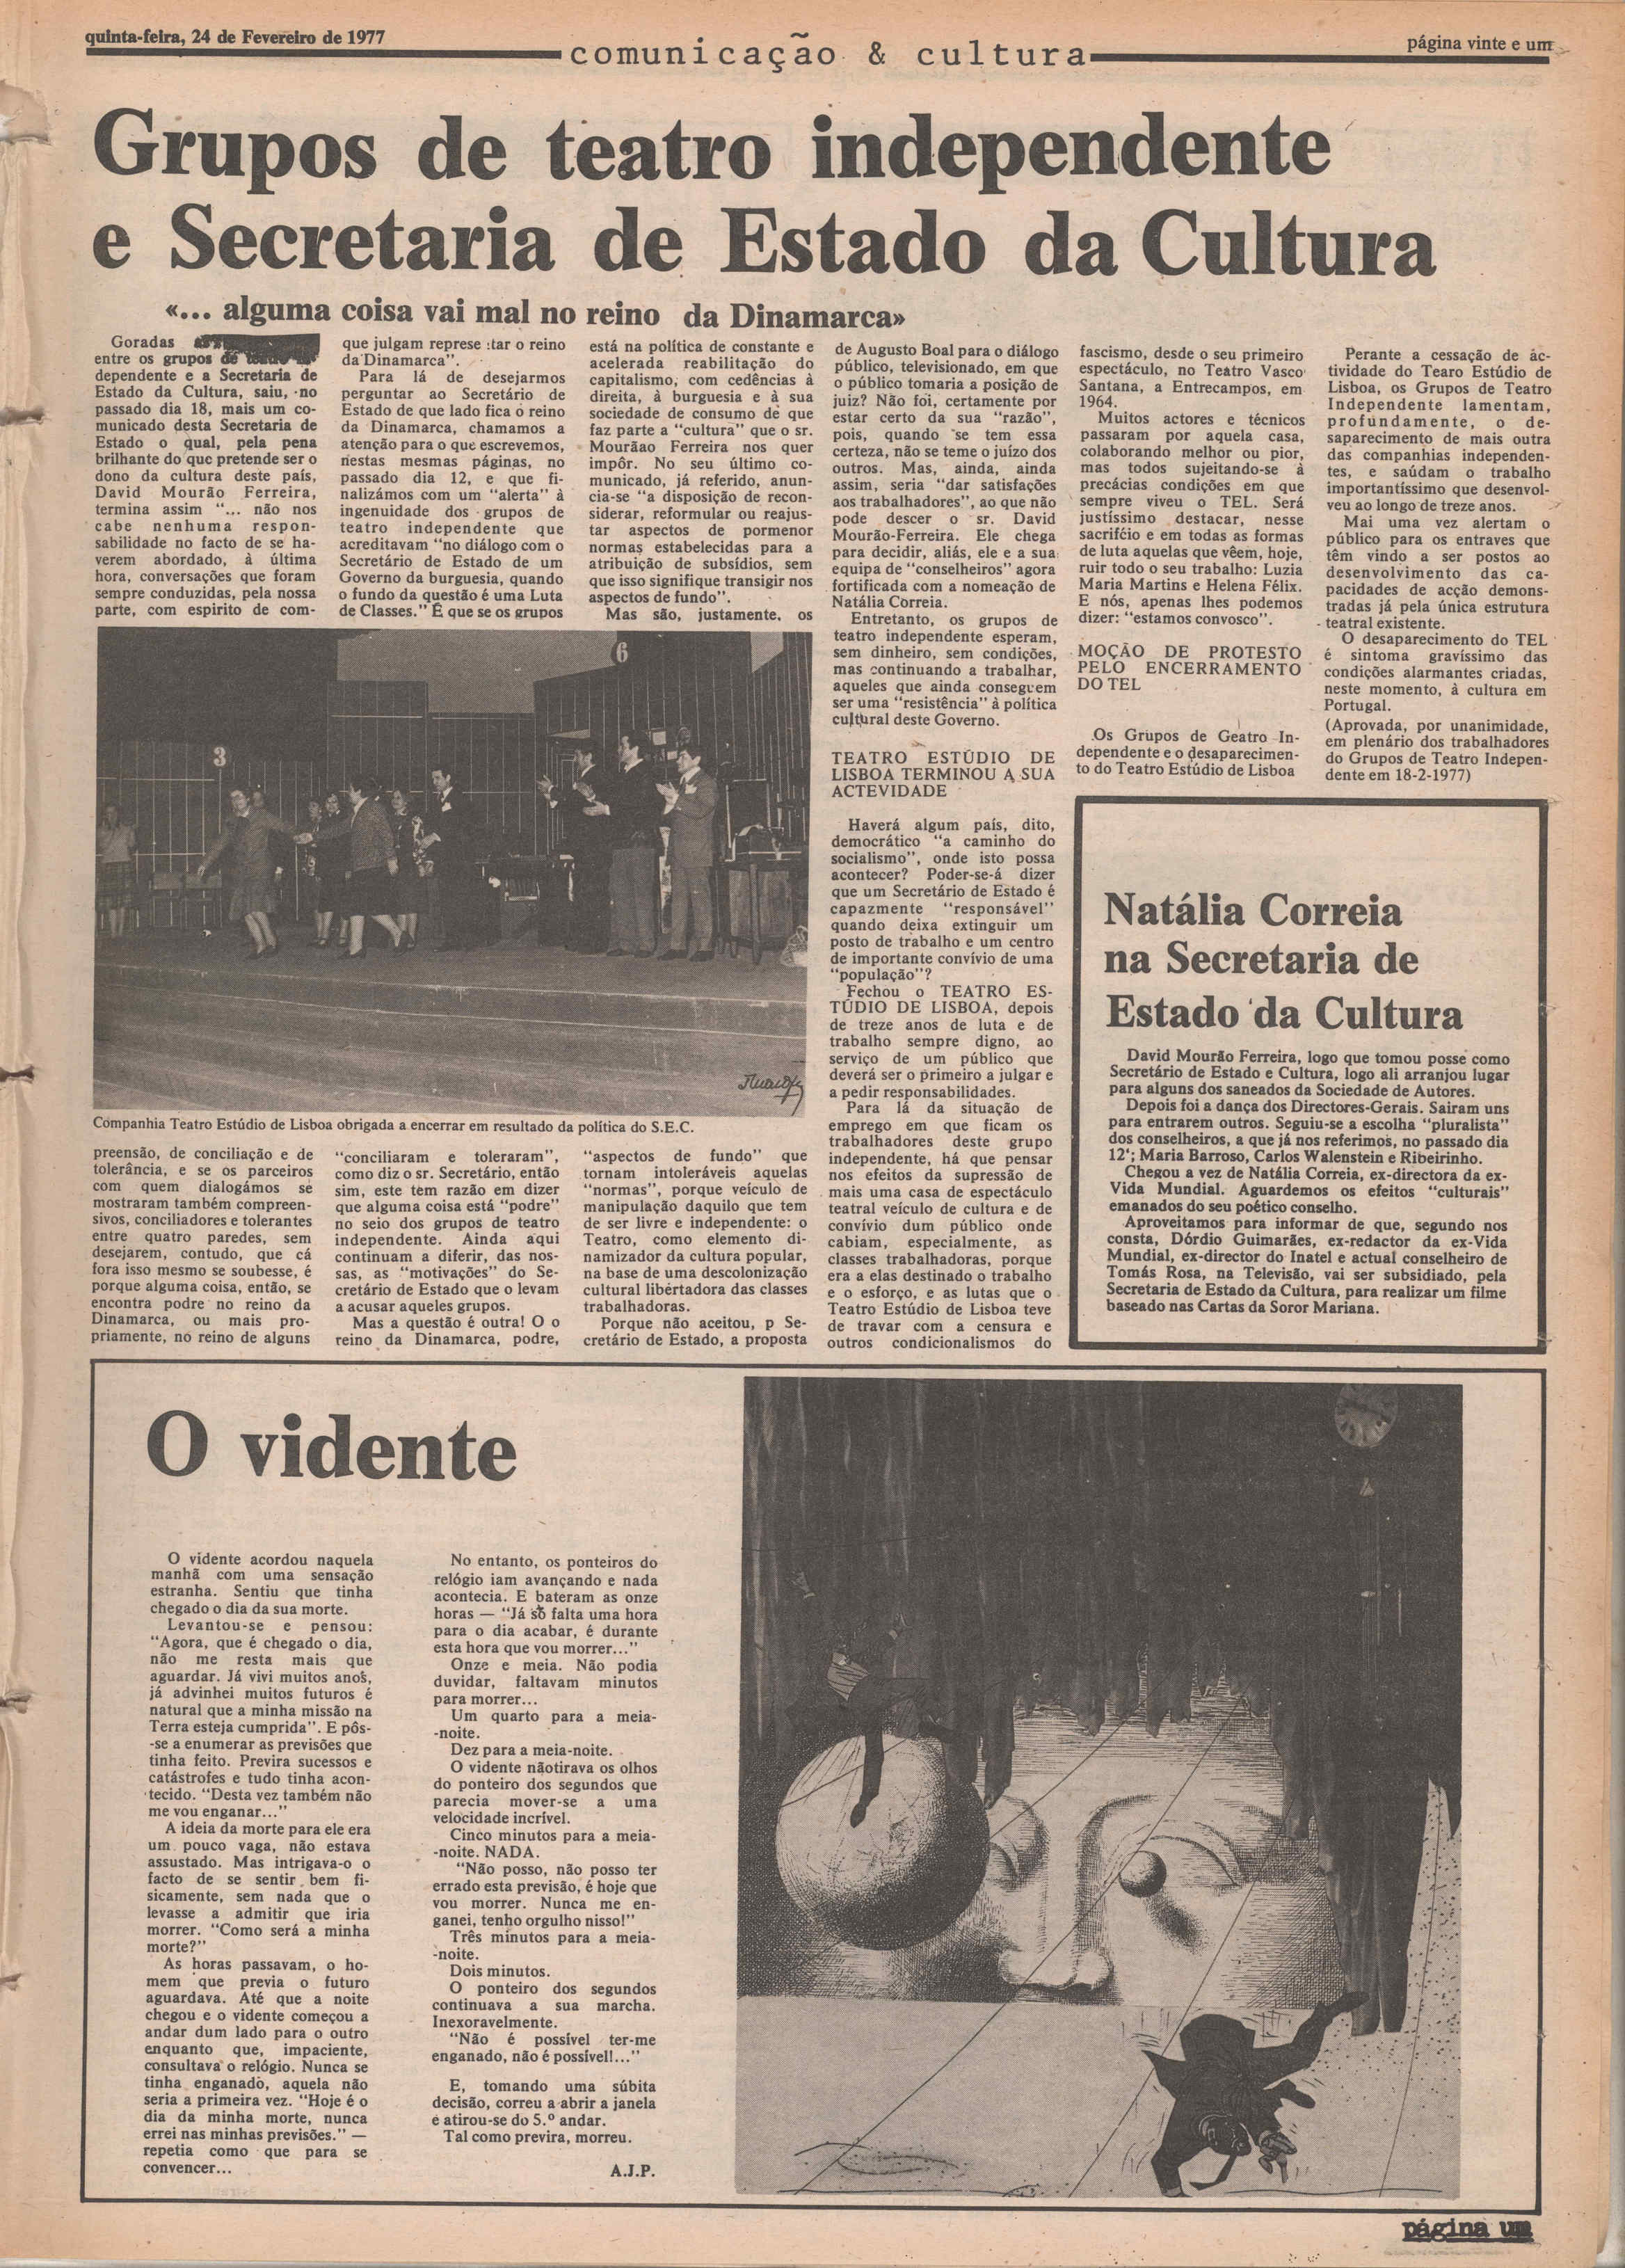 quinta-feira, 24 de Fevereiro de 1977
comunicação & cultura
página vinte e um
Grupos de teatro independente
e Secretaria de Estado da Cultura
«... alguma coisa vai mal no reino da Dinamarca»
Goradas
entre os grupos de
dependente e a Secretaria de
Estado da Cultura, saiu, no
passado dia 18, mais um co-
municado desta Secretaria de
Estado o qual, pela pena
brilhante do que pretende ser o
dono da cultura deste país,
David Mourão Ferreira,
termina assim "... não nos
cabe nenhuma respon-
sabilidade no facto de se ha-
verem abordado, à última
hora, conversações que foram
sempre conduzidas, pela nossa
parte, com espirito de com-
preensão, de conciliação e de
tolerância, e se os parceiros
com quem dialogámos se
mostraram também compreen-
sivos, conciliadores e tolerantes
entre quatro paredes, sem
desejarem, contudo, que cá
fora isso mesmo se soubesse, é
porque alguma coisa, então, se
encontra podre no reino da
Dinamarca, ou mais pro-
priamente, no reino de alguns
que julgam represe tar o reino
da Dinamarca".
Para lá de desejarmos
perguntar ao Secretário de
Estado de que lado fica o reino
da Dinamarca, chamamos a
atenção para o que escrevemos,
nestas mesmas páginas, no
passado dia 12, e que fi-
nalizámos com um "alerta" à
ingenuidade dos grupos de
teatro independente que
acreditavam "no diálogo com o
Secretário de Estado de um
Governo da burguesia, quando
o fundo da questão é uma Luta
de Classes." É que se os grupos
"conciliaram e toleraram",
como diz o sr. Secretário, então
sim, este tem razão em dizer
que alguma coisa está "podre"
no seio dos grupos de teatro
independente. Ainda aqui
continuam a diferir, das nos-
sas, as "motivações" do Se-
cretário de Estado que o levam
a acusar aqueles grupos.
Mas a questão é outra! O o
reino da Dinamarca, podre,
está na política de constante e
acelerada reabilitação do
capitalismo, com cedências à
direita, à burguesia e à sua
sociedade de consumo de que
faz parte a "cultura" que o sr.
Mourãao Ferreira nos quer
impôr. No seu último co-
municado, já referido, anun-
cia-se "a disposição de recon-
siderar, reformular ou reajus-
tar aspectos de pormenor
normas estabelecidas para a
atribuição de subsídios, sem
que isso signifique transigir nos
aspectos de fundo".
Mas são, justamente, os
"aspectos de fundo" que
tornam intoleráveis aquelas
"normas", porque veículo de
manipulação daquilo que tem
de ser livre e independente: o
Teatro, como elemento di-
namizador da cultura popular,
na base de uma descolonização
cultural libertadora das classes
trabalhadoras.
Porque não aceitou, p Se-
cretário de Estado, a proposta
de Augusto Boal para o diálogo
público, televisionado, em que
o público tomaria a posição de
juiz? Não foi, certamente por
estar certo da sua "razão",
pois, quando se tem essa
certeza, não se teme o juízo dos
outros. Mas, ainda, ainda
assim, seria "dar satisfações
aos trabalhadores", ao que não
pode descer o sr. David
Mourão-Ferreira. Ele chega
para decidir, aliás, ele e a sua
equipa de "conselheiros" agora
fortificada com a nomeação de
Natália Correia.
Entretanto, os grupos de
teatro independente esperam,
sem dinheiro, sem condições,
mas continuando a trabalhar,
aqueles que ainda conseguem
ser uma "resistência" à política
cultural deste Governo.
TEATRO ESTÚDIO DE
LISBOA TERMINOU A SUA
ACTEVIDADE
Haverá algum país, dito,
democrático "a caminho do
socialismo", onde isto possa
acontecer? Poder-se-á dizer
que um Secretário de Estado é
capazmente "responsável"
quando deixa extinguir um
posto de trabalho e um centro
de importante convívio de uma
"população"?
Fechou o TEATRO ES-
TÚDIO DE LISBOA, depois
de treze anos de luta e de
trabalho sempre digno, ao
serviço de um público que
deverá ser o primeiro a julgar e
a pedir responsabilidades.
Para lá da situação de
emprego em que ficam os
trabalhadores deste grupo
independente, há que pensar
nos efeitos da supressão de
mais uma casa de espectáculo
teatral veículo de cultura e de
convívio dum público onde
cabiam, especialmente, as
classes trabalhadoras, porque
era a elas destinado o trabalho
e o esforço, e as lutas que o
Teatro Estúdio de Lisboa teve
de travar com a censura e
outros condicionalismos do
fascismo, desde o seu primeiro
espectáculo, no Teatro Vasco
Santana, a Entrecampos, em
1964.
Muitos actores e técnicos
passaram por aquela casa,
colaborando melhor ou pior,
mas todos sujeitando-se à
precácias condições em que
sempre viveu o TEL. Será
justíssimo destacar, nesse
sacrifćio e em todas as formas
de luta aquelas que vêem, hoje,
ruir todo o seu trabalho: Luzia
Maria Martins e Helena Félix.
E nós, apenas lhes podemos
dizer: "estamos convosco".
MOÇÃO DE PROTESTO
PELO ENCERRAMENTO
DO TEL
Os Grupos de Geatro In-
dependente e o desaparecimen-
to do Teatro Estúdio de Lisboa
Perante a cessação de ac-
tividade do Tearo Estúdio de
Lisboa, os Grupos de Teatro
Independente lamentam,
profundamente, o de-
saparecimento de mais outra
das companhias independen-
tes, e saúdam o trabalho
importantíssimo que desenvol-
veu ao longo de treze anos.
Mai uma vez alertam o
público para os entraves que
têm vindo a ser postos ao
desenvolvimento das ca-
pacidades de acção demons-
tradas já pela única estrutura
teatral existente.
O desaparecimento do TEL
é sintoma gravíssimo das
condições alarmantes criadas,
neste momento, à cultura em
Portugal.
(Aprovada, por unanimidade,
em plenário dos trabalhadores
do Grupos de Teatro Indepen-
dente em 18-2-1977)
3
6
Companhia Teatro Estúdio de Lisboa obrigada a encerrar em resultado da política do S.E.C.
Natália Correia
na Secretaria de
Estado da Cultura
David Mourão Ferreira, logo que tomou posse como
Secretário de Estado e Cultura, logo ali arranjou lugar
para alguns dos saneados da Sociedade de Autores.
Depois foi a dança dos Directores-Gerais. Sairam uns
para entrarem outros. Seguiu-se a escolha "pluralista"
dos conselheiros, a que já nos referimos, no passado dia
12'; Maria Barroso, Carlos Walenstein e Ribeirinho.
Chegou a vez de Natália Correia, ex-directora da ex-
Vida Mundial. Aguardemos os efeitos "culturais"
emanados do seu poético conselho.
Aproveitamos para informar de que, segundo nos
consta, Dórdio Guimarães, ex-redactor da ex-Vida
Mundial, ex-director do Inatel e actual conselheiro de
Tomás Rosa, na Televisão, vai ser subsidiado, pela
Secretaria de Estado da Cultura, para realizar um filme
baseado nas Cartas da Soror Mariana.
O vidente
O vidente acordou naquela
manhã com uma sensação
estranha. Sentiu que tinha
chegado o dia da sua morte.
Levantou-se e pensou:
"Agora, que é chegado o dia,
não me resta mais que
aguardar. Já vivi muitos anos,
já advinhei muitos futuros é
natural que a minha missão na
Terra esteja cumprida". E pôs-
-se a enumerar as previsões que
tinha feito. Previra sucessos e
catástrofes e tudo tinha acon-
tecido. "Desta vez também não
me vou enganar..."
A ideia da morte para ele era
um pouco vaga, não estava
assustado. Mas intrigava-o o
facto de se sentir bem fi-
sicamente, sem nada que o
levasse a admitir que iria
morrer. "Como será a minha
morte?"
As horas passavam, o ho-
mem que previa o futuro
aguardava. Até que a noite
chegou e o vidente começou a
andar dum lado para o outro
enquanto que, impaciente,
consultava o relógio. Nunca se
tinha enganado, aquela não
seria a primeira vez. "Hoje é o
dia da minha morte, nunca
errei nas minhas previsões." —
repetia como que para se
convencer...
No entanto, os ponteiros do
relógio iam avançando e nada
acontecia. E bateram as onze
horas — "Já só falta uma hora
para o dia acabar, é durante
esta hora que vou morrer..."
Onze e meia. Não podia
duvidar, faltavam minutos
para morrer...
Um quarto para a meia-
-noite.
Dez para a meia-noite.
O vidente nãotirava os olhos
do ponteiro dos segundos que
parecia mover-se a uma
velocidade incrível.
Cinco minutos para a meia-
-noite. NADA.
"Não posso, não posso ter
errado esta previsão, é hoje que
vou morrer. Nunca me en-
ganei, tenho orgulho nisso!"
Três minutos para a meia-
-noite.
Dois minutos.
O ponteiro dos segundos
continuava a sua marcha.
Inexoravelmente.
"Não é possível ter-me
enganado, não é possível!..."
E, tomando uma súbita
decisão, correu a abrir a janela
e atirou-se do 5.º andar.
Tal como previra, morreu.
A.J.P.
página um